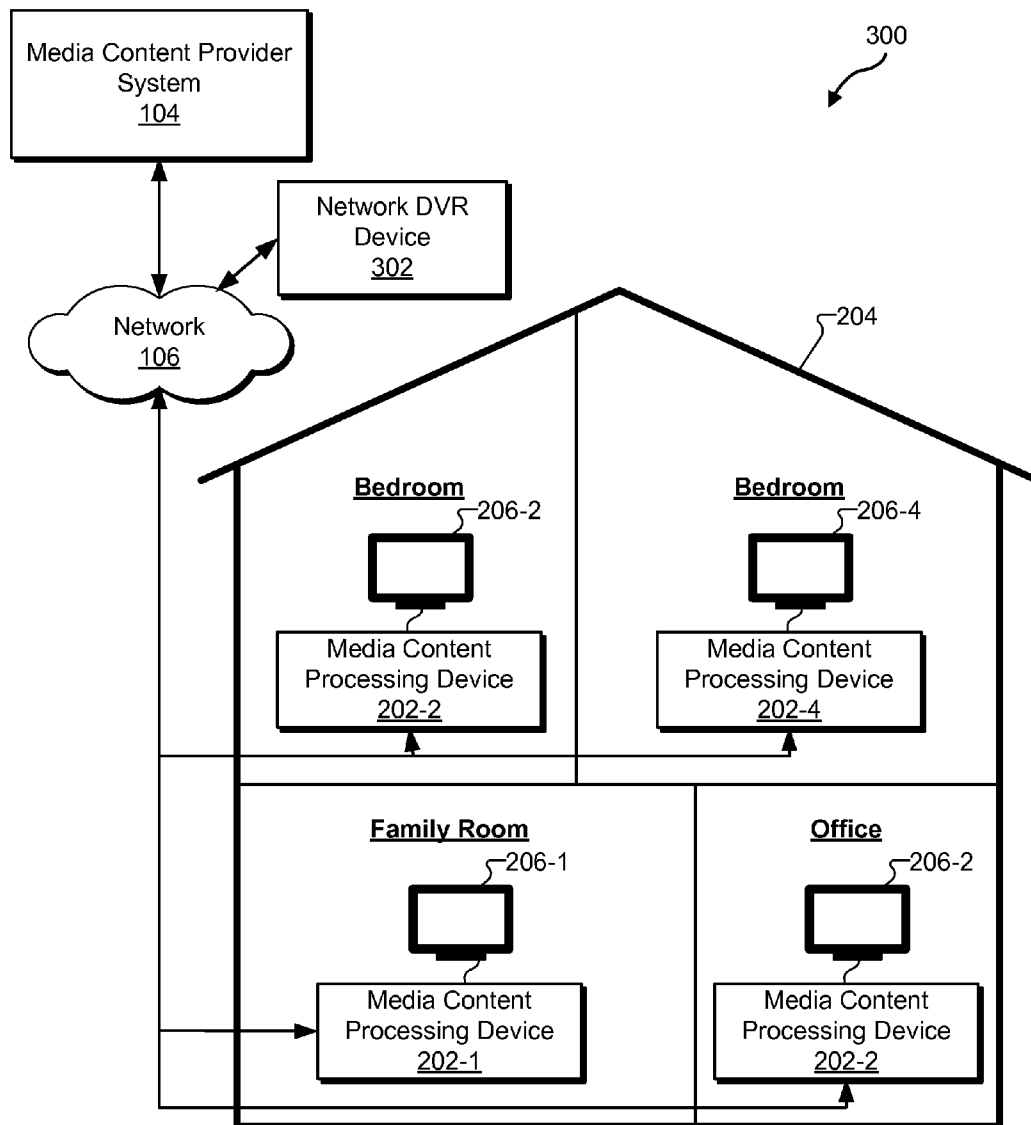 Media Content Provider
System
104
300
Network DVR
Device
302
Network
106
204
Bedroom
206-2
Media Content
Processing Device
202-2
Bedroom
206-4
Media Content
Processing Device
202-4
Family Room
206-1
Media Content
Processing Device
202-1
Office
206-2
Media Content
Processing Device
202-2